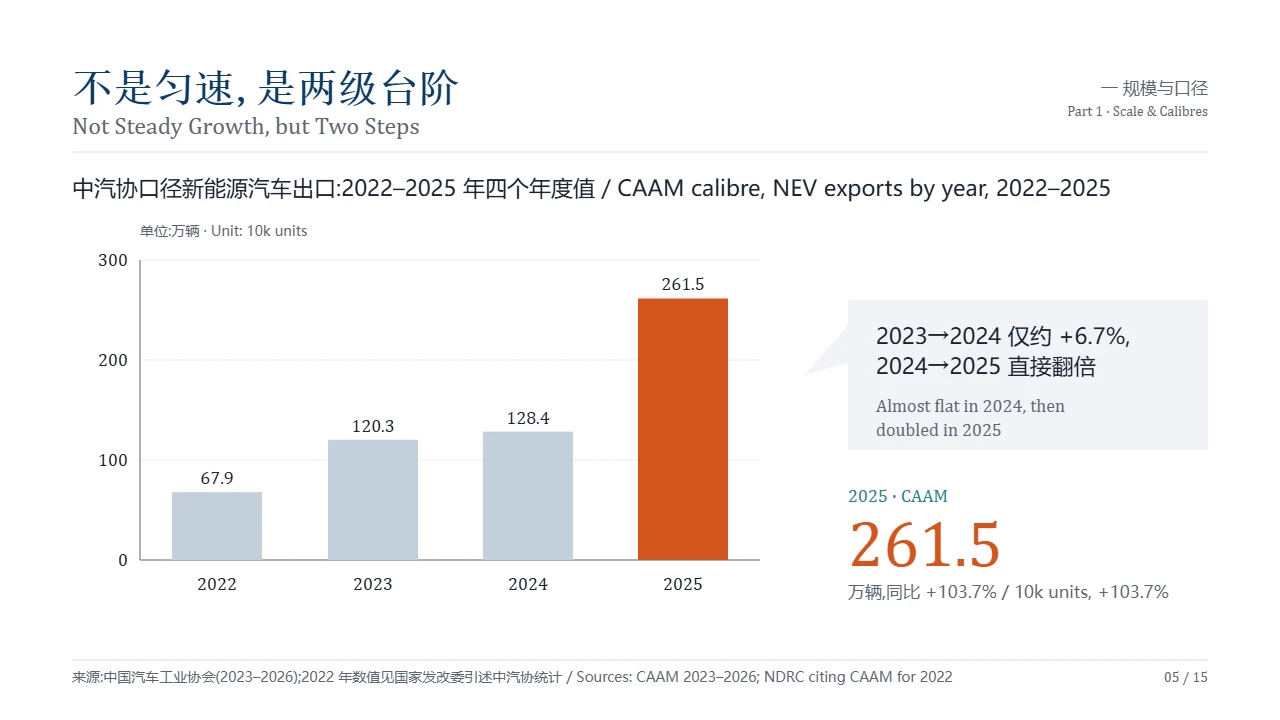 不是匀速, 是两级台阶
Not Steady Growth, but Two Steps
一 规模与口径
Part 1 · Scale & Calibres
中汽协口径新能源汽车出口:2022–2025 年四个年度值 / CAAM calibre, NEV exports by year, 2022–2025
单位:万辆 · Unit: 10k units
300
200
100
0
67.9
120.3
128.4
261.5
2022
2023
2024
2025
2023→2024 仅约 +6.7%,
2024→2025 直接翻倍
Almost flat in 2024, then
doubled in 2025
2025 · CAAM
261.5
万辆,同比 +103.7% / 10k units, +103.7%
来源:中国汽车工业协会(2023–2026);2022 年数值见国家发改委引述中汽协统计 / Sources: CAAM 2023–2026; NDRC citing CAAM for 2022
05 / 15